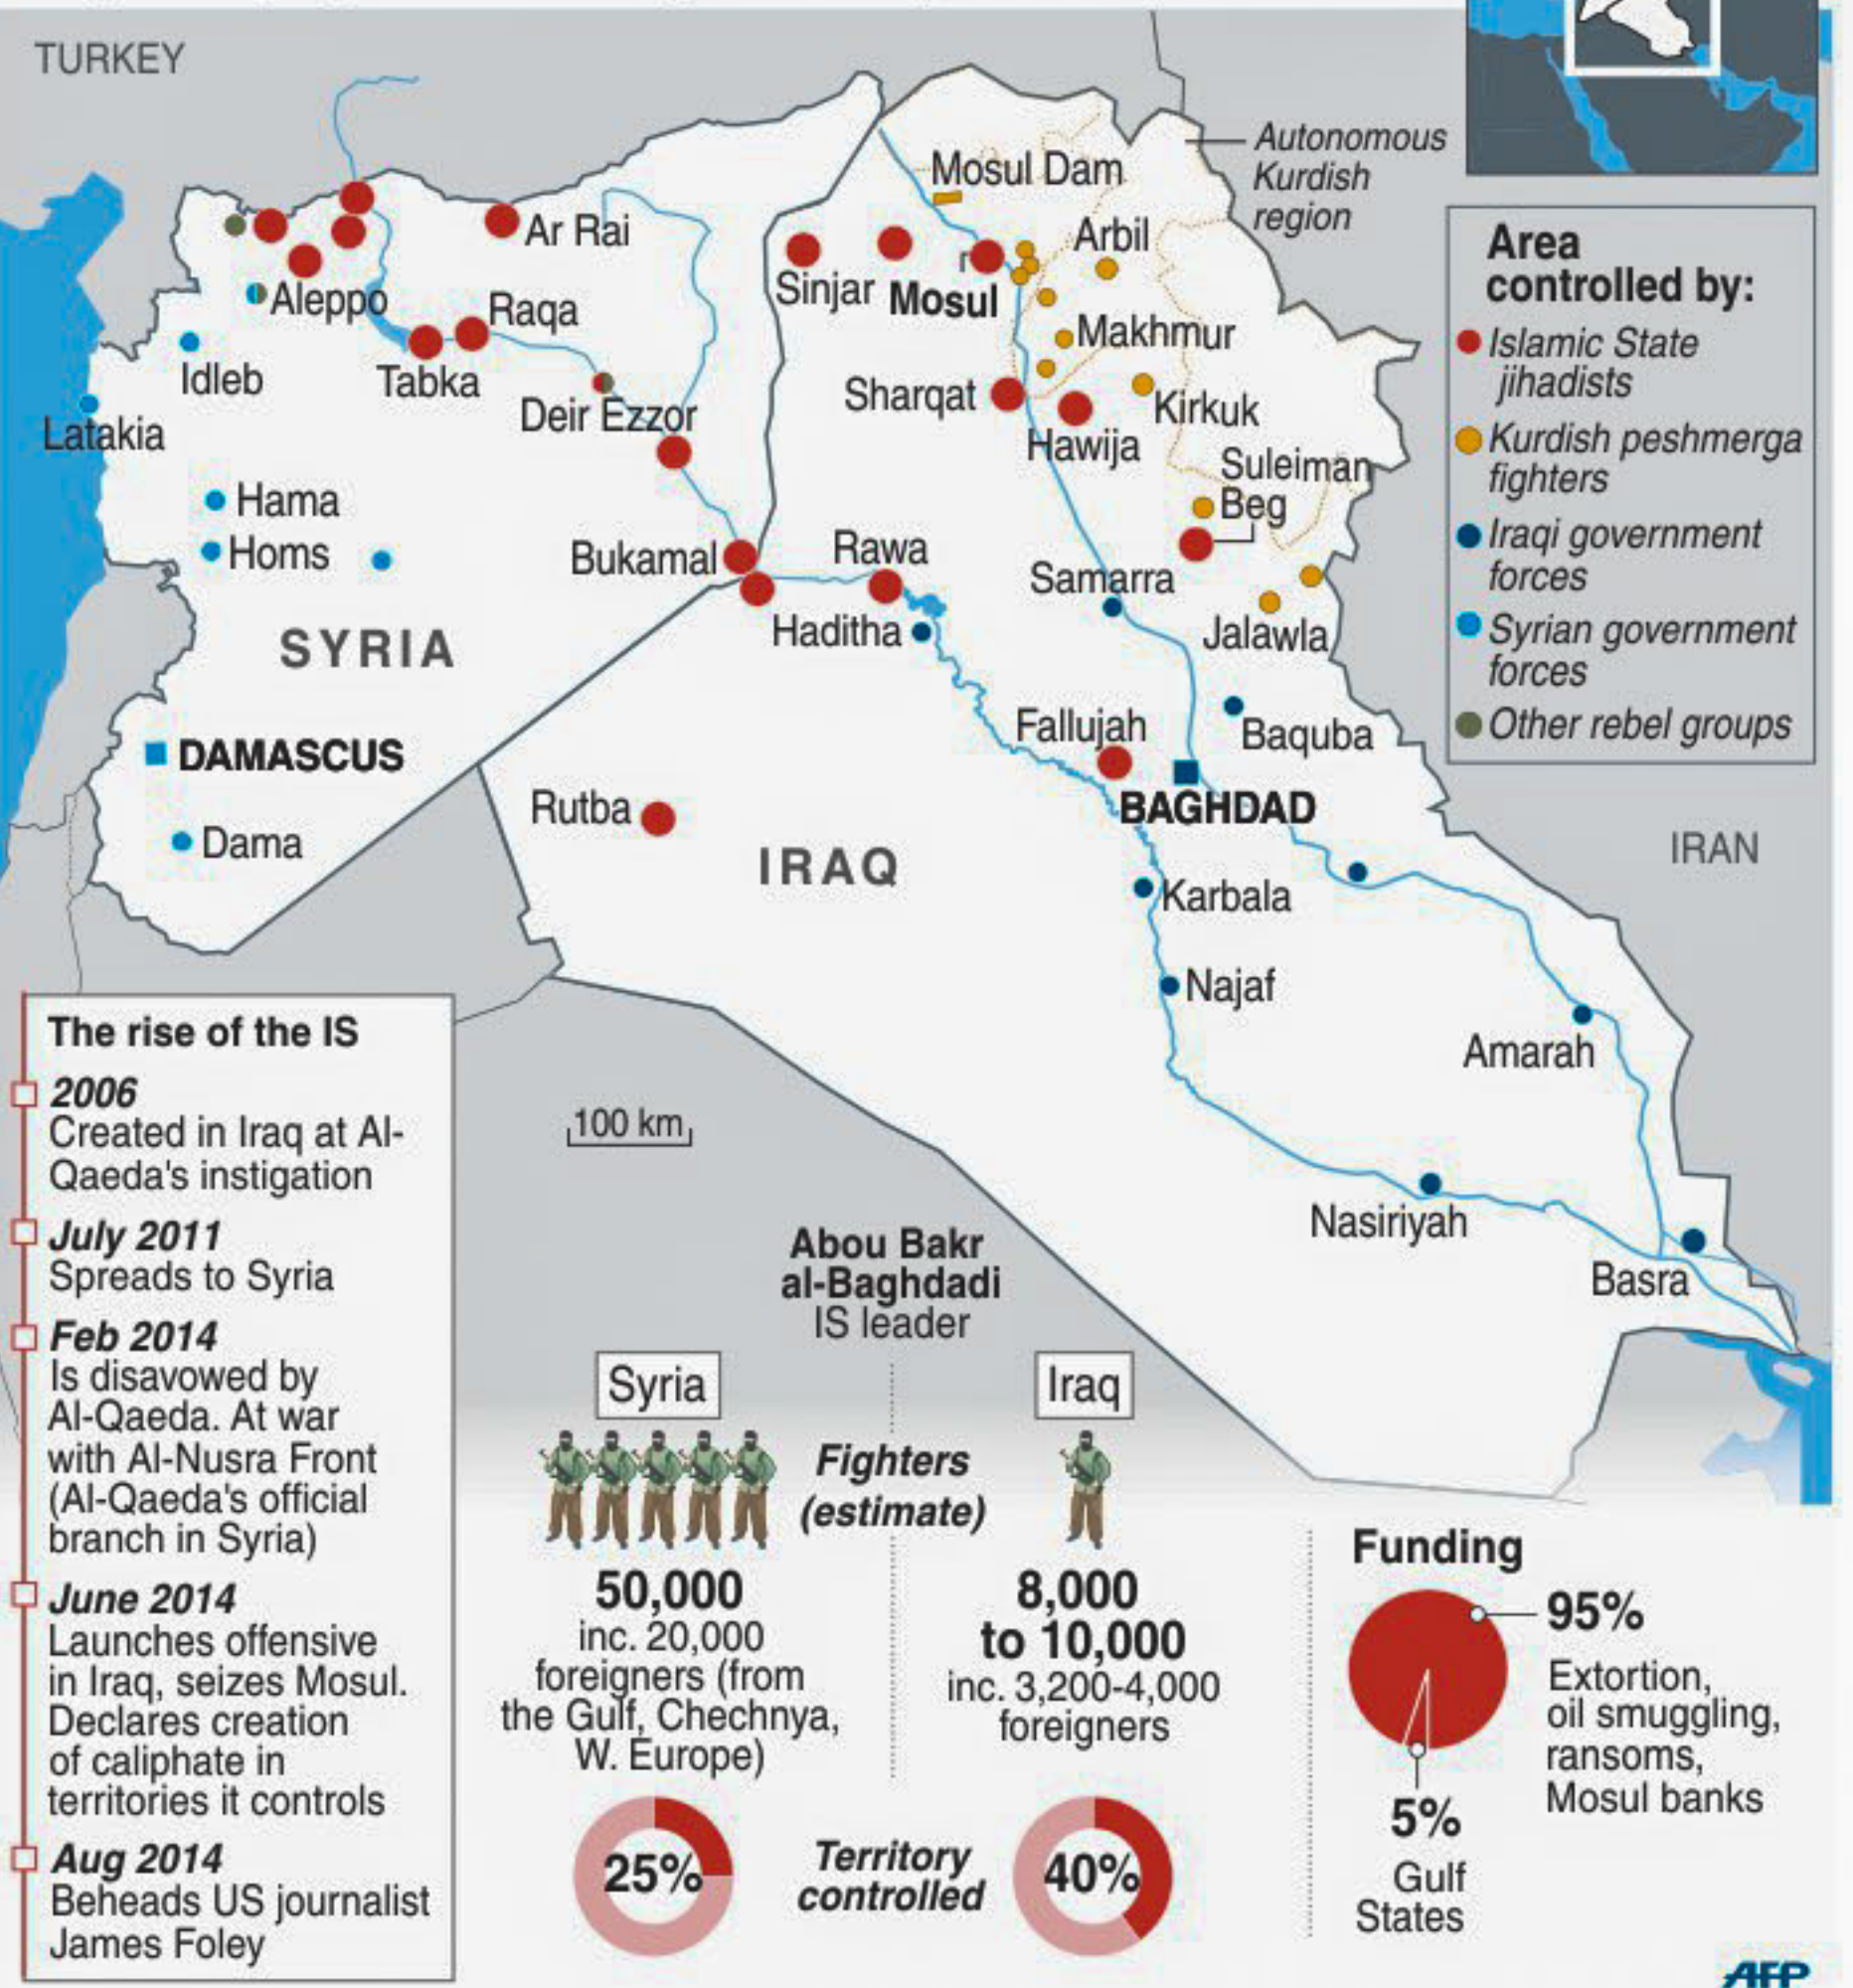 TURKEY
Autonomous
Kurdish
region
Mosul Dam
Arbil
Ar Rai
Sinjar
Mosul
Aleppo
Raqa
Makhmur
Idleb
Tabka
Deir Ezzor
Sharqat
Kirkuk
Latakia
Hawija
Suleiman
Beg
Hama
Homs
Bukamal
Rawa
Samarra
Haditha
Jalawla
SYRIA
Fallujah
Baquba
DAMASCUS
Rutba
BAGHDAD
Dama
IRAQ
IRAN
Karbala
Najaf
Amarah
Nasiriyah
Basra
100 km
Area
controlled by:
Islamic State
jihadists
Kurdish peshmerga
fighters
Iraqi government
forces
Syrian government
forces
Other rebel groups
The rise of the IS
2006
Created in Iraq at Al-
Qaeda's instigation
July 2011
Spreads to Syria
Feb 2014
Is disavowed by
Al-Qaeda. At war
with Al-Nusra Front
(Al-Qaeda's official
branch in Syria)
June 2014
Launches offensive
in Iraq, seizes Mosul.
Declares creation
of caliphate in
territories it controls
Aug 2014
Beheads US journalist
James Foley
Abou Bakr
al-Baghdadi
IS leader
Syria
Iraq
Fighters
(estimate)
50,000
inc. 20,000
foreigners (from
the Gulf, Chechnya,
W. Europe)
8,000
to 10,000
inc. 3,200-4,000
foreigners
25%
Territory
controlled
40%
Funding
95%
Extortion,
oil smuggling,
ransoms,
Mosul banks
5%
Gulf
States
AFP